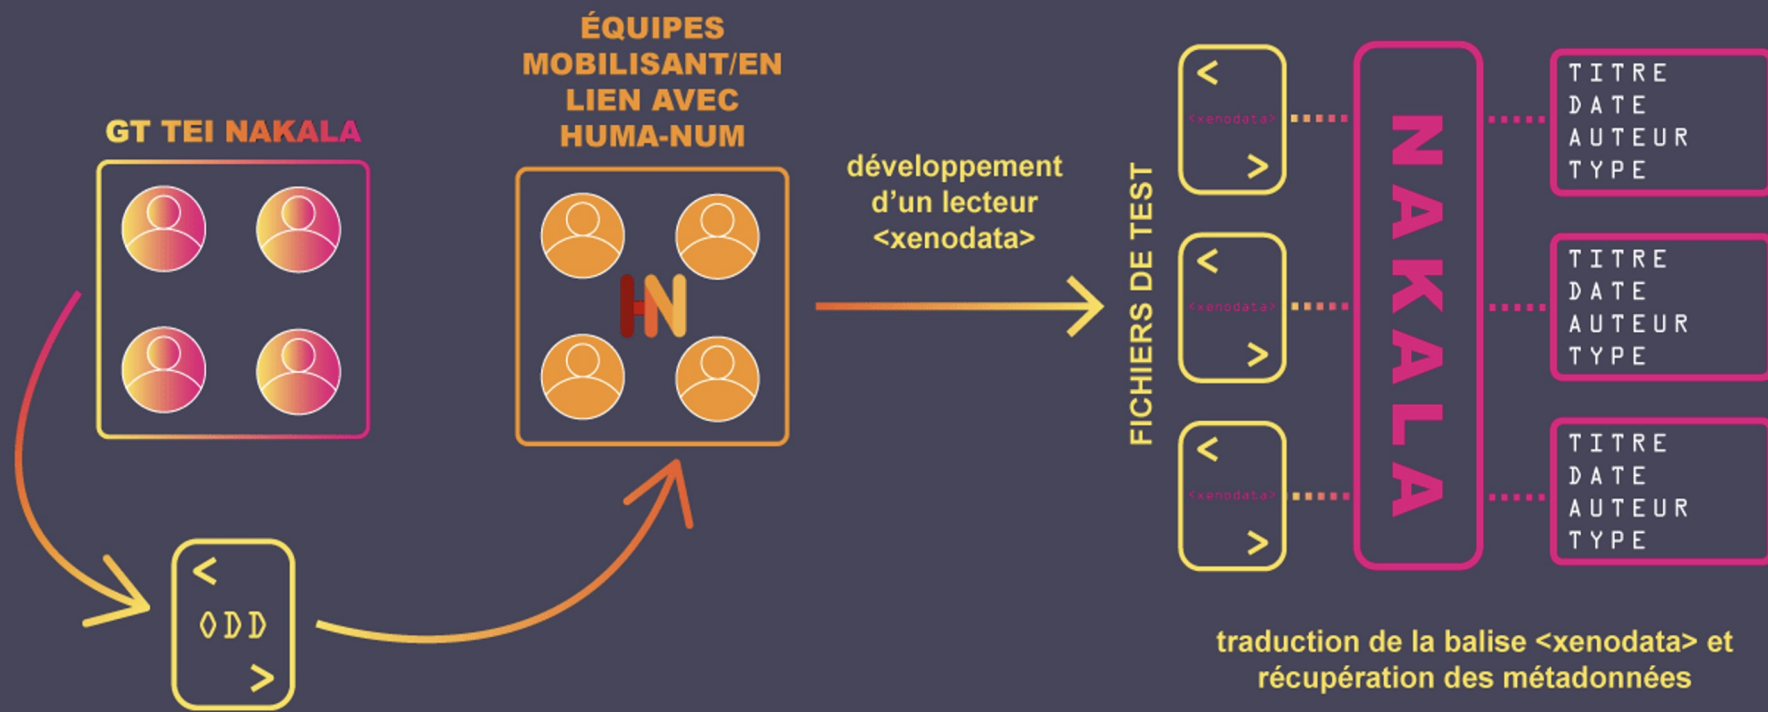 GT TEI NAKALA
ÉQUIPES
MOBILISANT/EN
LIEN AVEC
HUMA-NUM
HN
<
ODD
>
développement
d'un lecteur
<xenodata>
FICHIERS DE TEST
<
<xenodata>
>
<
<xenodata>
>
<
<xenodata>
>
NAKALA
TITRE
DATE
AUTEUR
TYPE
TITRE
DATE
AUTEUR
TYPE
TITRE
DATE
AUTEUR
TYPE
traduction de la balise <xenodata> et
récupération des métadonnées